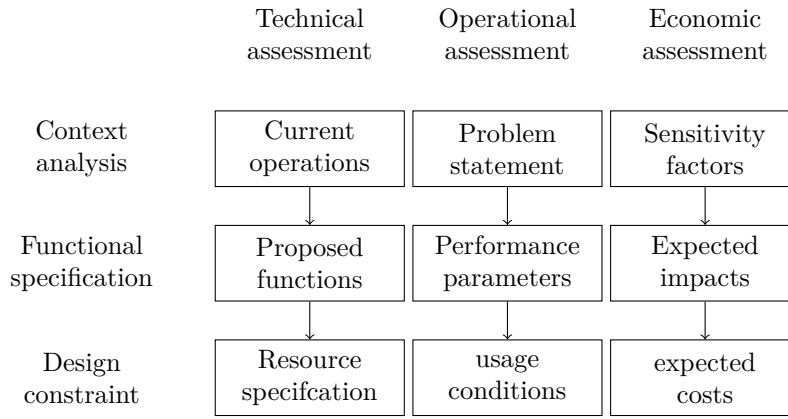 Technical
assessment
Operational
assessment
Economic
assessment
Context
analysis
Current
operations
Problem
statement
Sensitivity
factors
Functional
specification
Proposed
functions
Performance
parameters
Expected
impacts
Design
constraint
Resource
specifcation
usage
conditions
expected
costs